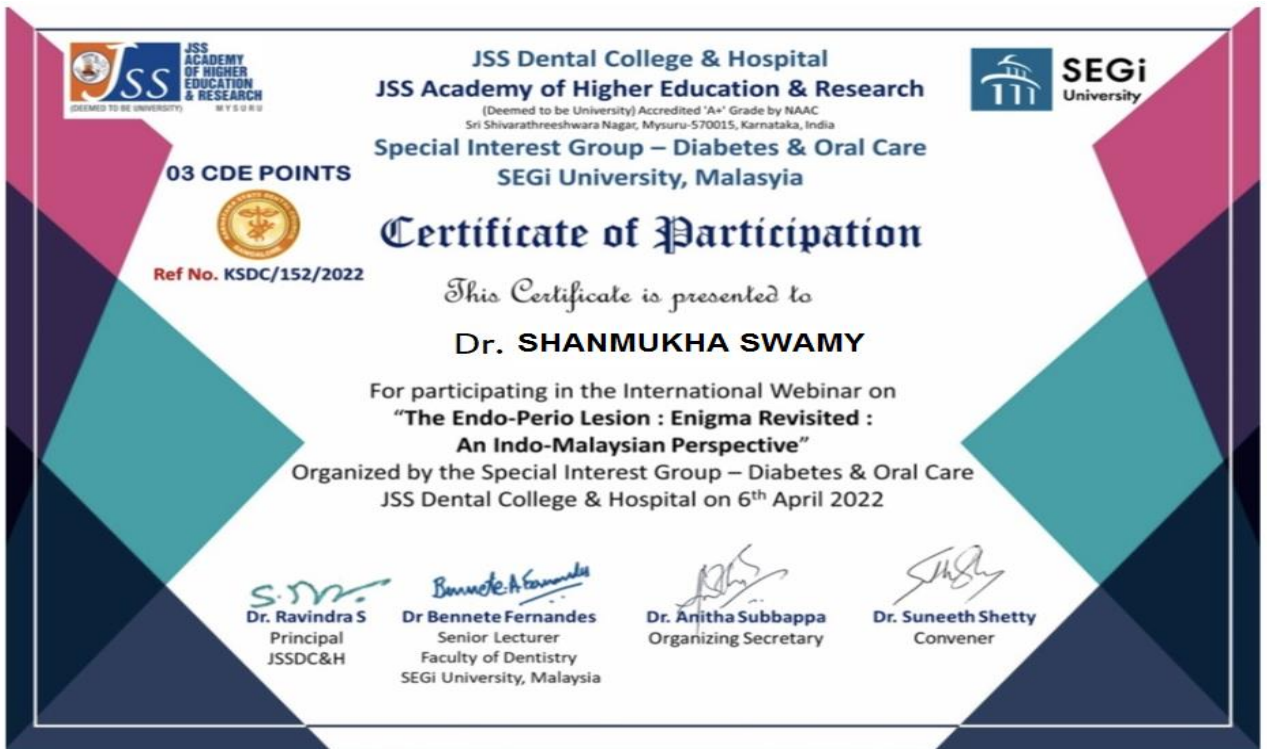 JSS
JSS
ACADEMY
OF HIGHER
EDUCATION
& RESEARCH
(DEEMED TO BE UNIVERSITY) MYSURU
JSS Dental College & Hospital
JSS Academy of Higher Education & Research
(Deemed to be University) Accredited 'A+' Grade by NAAC
Sri Shivarathreeshwara Nagar, Mysuru-570015, Karnataka, India
Special Interest Group – Diabetes & Oral Care
SEGi University, Malasyia
SEGi
University
03 CDE POINTS
Ref No. KSDC/152/2022
Certificate of Participation
This Certificate is presented to
Dr. SHANMUKHA SWAMY
For participating in the International Webinar on
“The Endo-Perio Lesion : Enigma Revisited :
An Indo-Malaysian Perspective”
Organized by the Special Interest Group – Diabetes & Oral Care
JSS Dental College & Hospital on 6th April 2022
Dr. Ravindra S
Principal
JSSDC&H
Dr Bennete Fernandes
Senior Lecturer
Faculty of Dentistry
SEGi University, Malaysia
Dr. Anitha Subbappa
Organizing Secretary
Dr. Suneeth Shetty
Convener